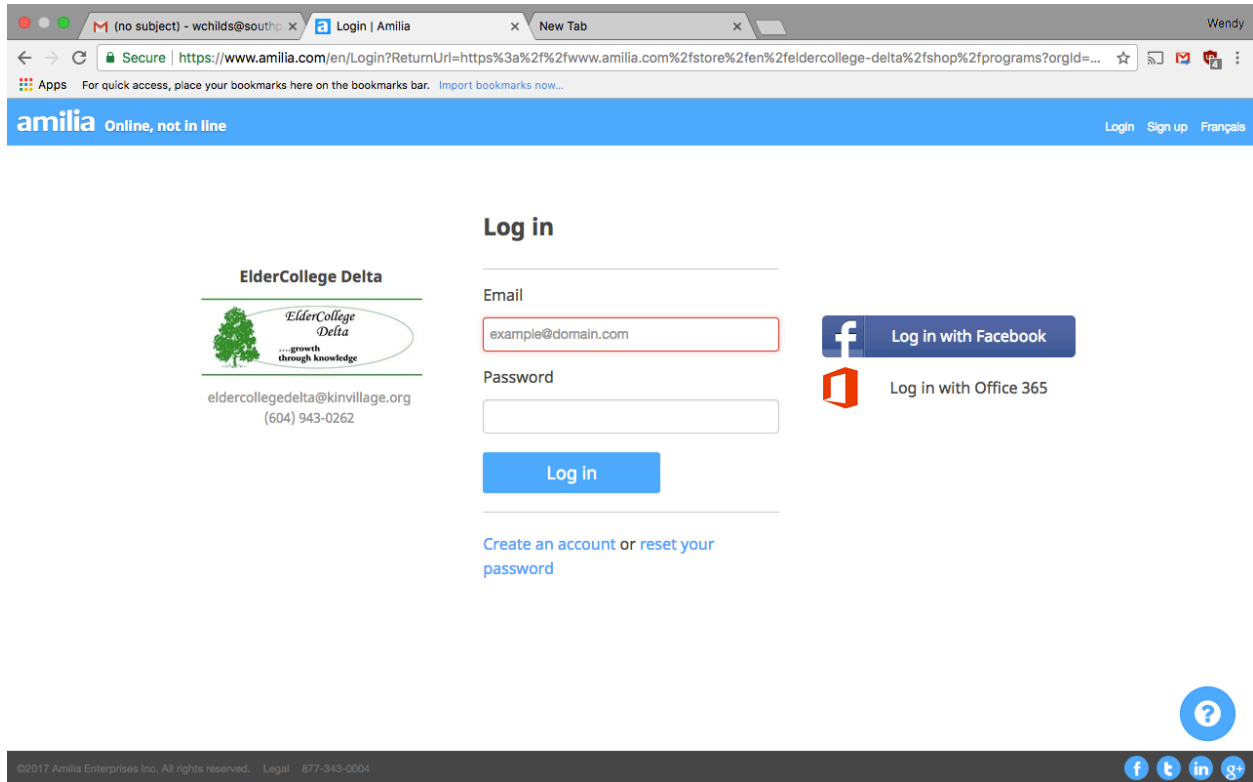 (no subject) - wchilds@southp
Login | Amilia
New Tab
Wendy
Secure | https://www.amilia.com/en/Login?ReturnUrl=https%3a%2f%2fwww.amilia.com%2fstore%2fen%2feldercollege-delta%2fshop%2fprograms?orgId=...
4
Apps For quick access, place your bookmarks here on the bookmarks bar. Import bookmarks now...
amilia Online, not in line
Login Sign up Français
Log in
ElderCollege Delta
ElderCollege
Delta
....growth
through knowledge
eldercollegedelta@kinvillage.org
(604) 943-0262
Email
example@domain.com
Password
Log in
Create an account or reset your
password
f Log in with Facebook
Log in with Office 365
?
©2017 Amilia Enterprises Inc. All rights reserved. Legal 877-343-0004
f t in g+